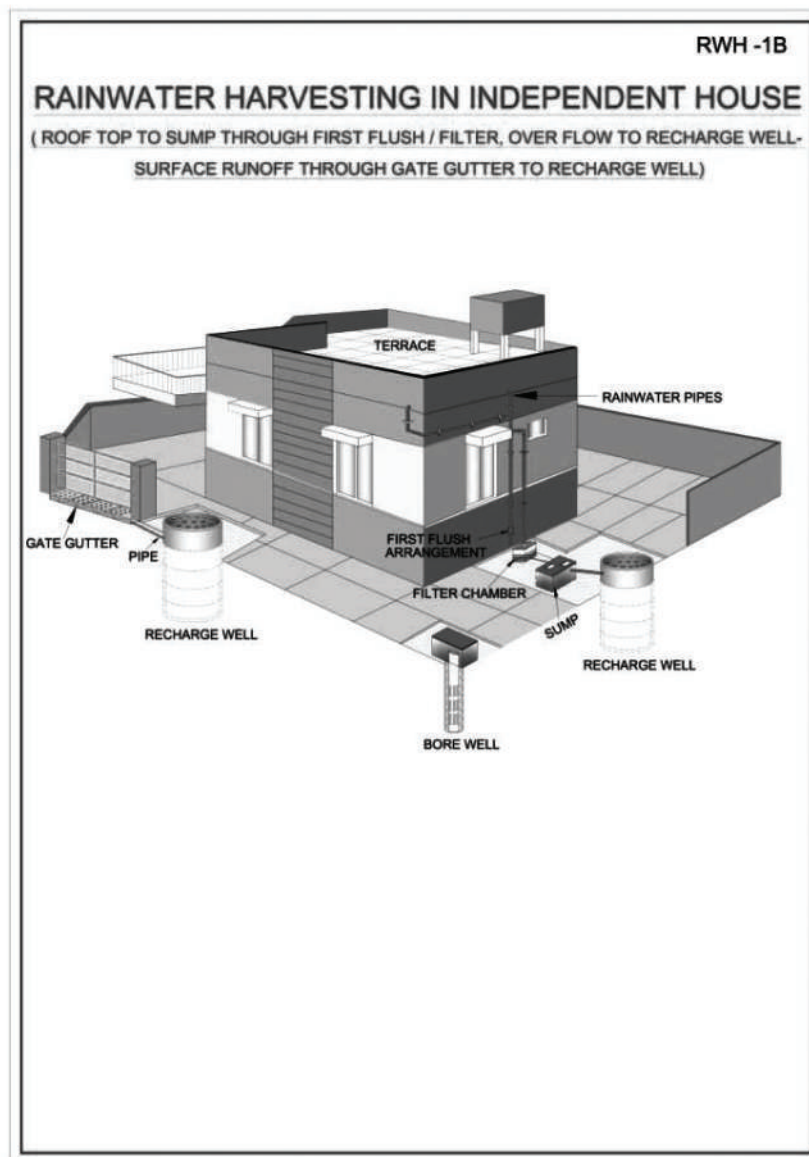 RWH -1B
RAINWATER HARVESTING IN INDEPENDENT HOUSE
( ROOF TOP TO SUMP THROUGH FIRST FLUSH / FILTER, OVER FLOW TO RECHARGE WELL-
SURFACE RUNOFF THROUGH GATE GUTTER TO RECHARGE WELL)
TERRACE
RAINWATER PIPES
GATE GUTTER
PIPE
FIRST FLUSH
ARRANGEMENT
FILTER CHAMBER
SUMP
RECHARGE WELL
RECHARGE WELL
BORE WELL